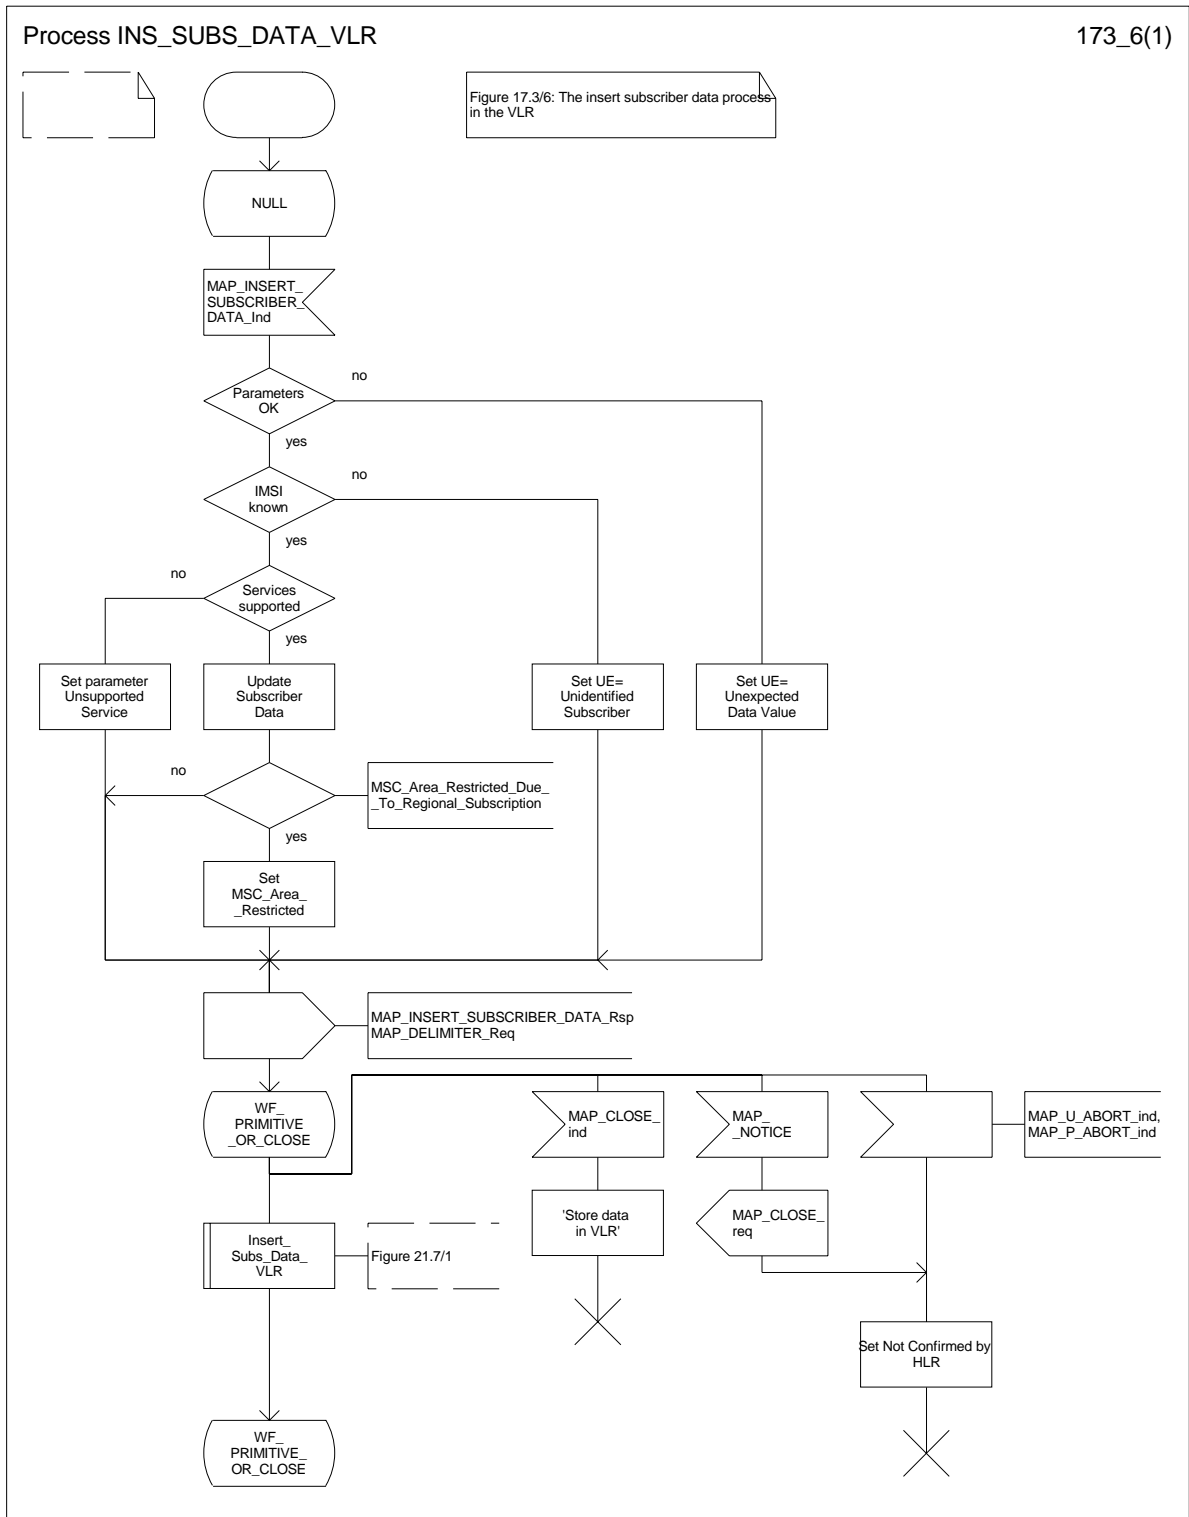 Process INS_SUBS_DATA_VLR
173_6(1)
Figure 17.3/6: The insert subscriber data process
in the VLR
NULL
MAP_INSERT_
SUBSCRIBER_
DATA_Ind
Parameters
OK
no
yes
IMSI
known
no
yes
Services
supported
no
yes
Set parameter
Unsupported
Service
Update
Subscriber
Data
Set UE=
Unidentified
Subscriber
Set UE=
Unexpected
Data Value
no
MSC_Area_Restricted_Due_
_To_Regional_Subscription
yes
Set
MSC_Area_
_Restricted
MAP_INSERT_SUBSCRIBER_DATA_Rsp
MAP_DELIMITER_Req
WF_
PRIMITIVE
_OR_CLOSE
MAP_CLOSE_
ind
MAP_
_NOTICE
MAP_U_ABORT_ind,
MAP_P_ABORT_ind
'Store data
in VLR'
MAP_CLOSE_
req
Insert_
Subs_Data_
VLR
Figure 21.7/1
Set Not Confirmed by
HLR
WF_
PRIMITIVE_
OR_CLOSE